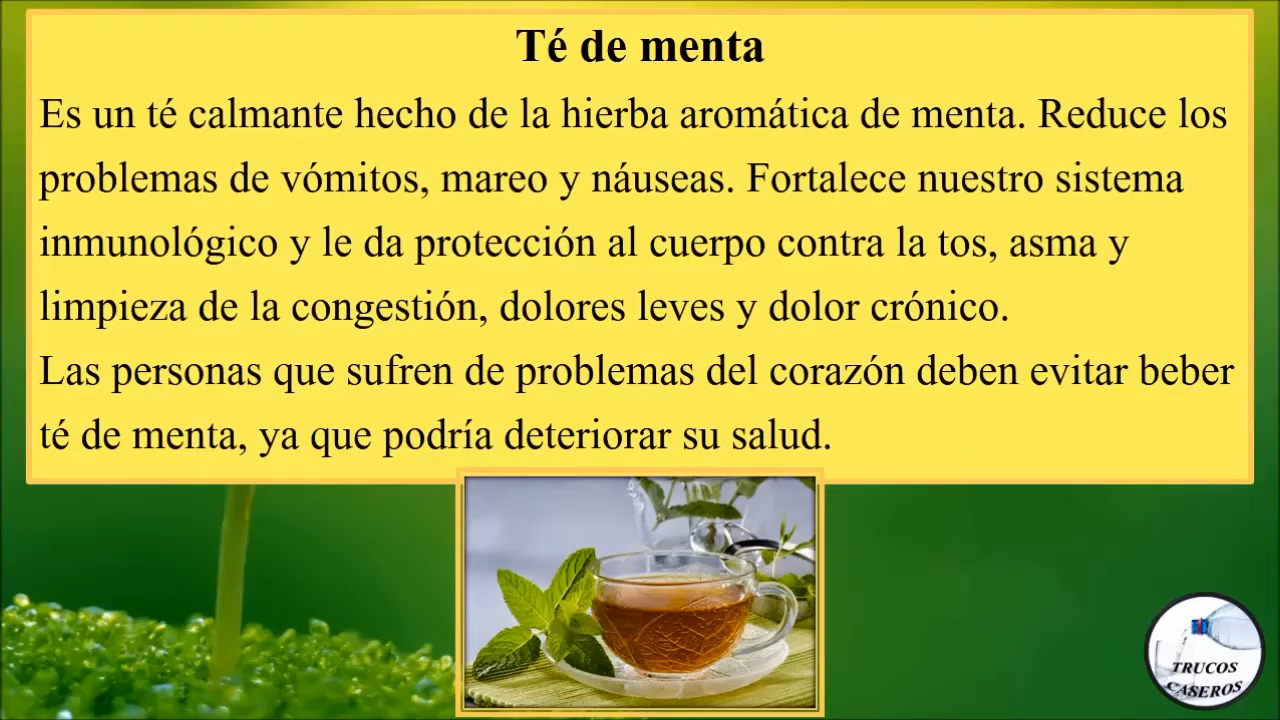 Té de menta
Es un té calmante hecho de la hierba aromática de menta. Reduce los
problemas de vómitos, mareo y náuseas. Fortalece nuestro sistema
inmunológico y le da protección al cuerpo contra la tos, asma y
limpieza de la congestión, dolores leves y dolor crónico.
Las personas que sufren de problemas del corazón deben evitar beber
té de menta, ya que podría deteriorar su salud.
TRUCOS
CASEROS